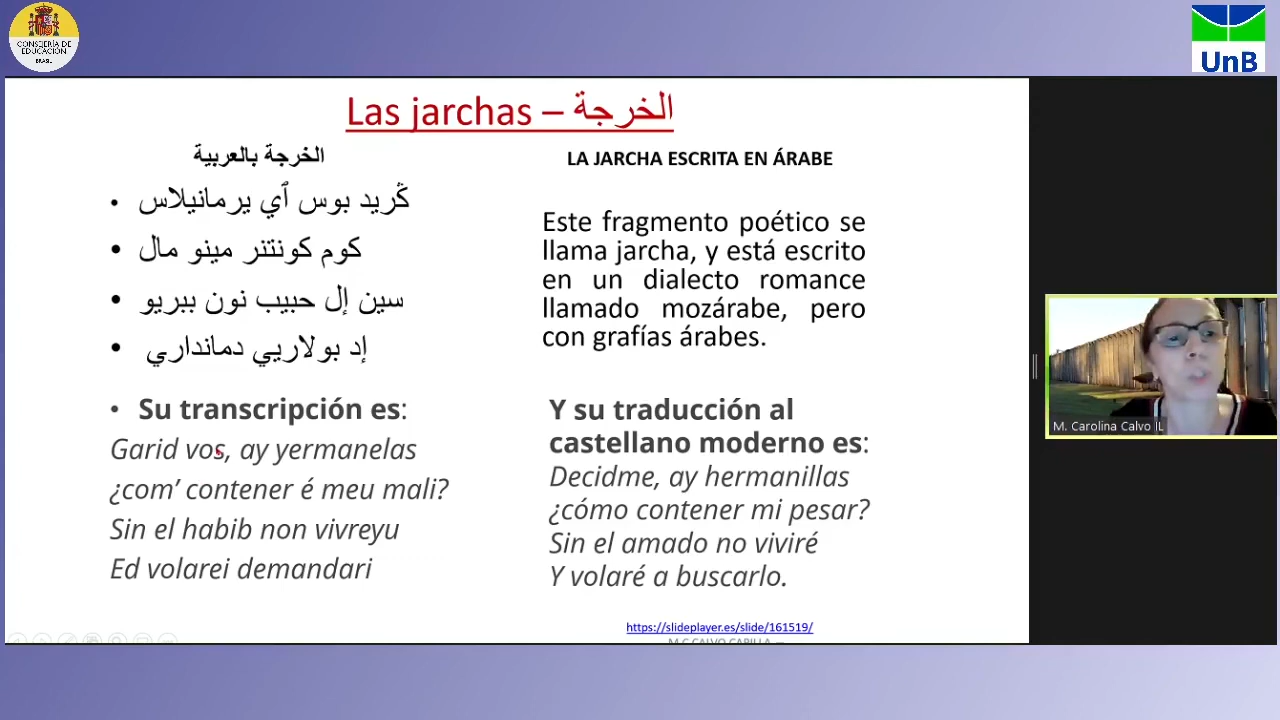 CONSEJERÍA DE
EDUCACIÓN
BRASIL
UnB
Las jarchas – الخرجة
الخرجة بالعربية
• ݣريد بوس ٱي يرمانيلاس
• كوم كونتنر مينو مال
• سين إل حبيب نون ببريو
• إد بولاريي دمانداري
• Su transcripción es:
Garid vos, ay yermanelas
¿com’ contener é meu mali?
Sin el habib non vivreyu
Ed volarei demandari
LA JARCHA ESCRITA EN ÁRABE
Este fragmento poético se
llama jarcha, y está escrito
en un dialecto romance
llamado mozárabe, pero
con grafías árabes.
Y su traducción al
castellano moderno es:
Decidme, ay hermanillas
¿cómo contener mi pesar?
Sin el amado no viviré
Y volaré a buscarlo.
https://slideplayer.es/slide/161519/
M C CALVO CAPILLA –
M. Carolina Calvo IL